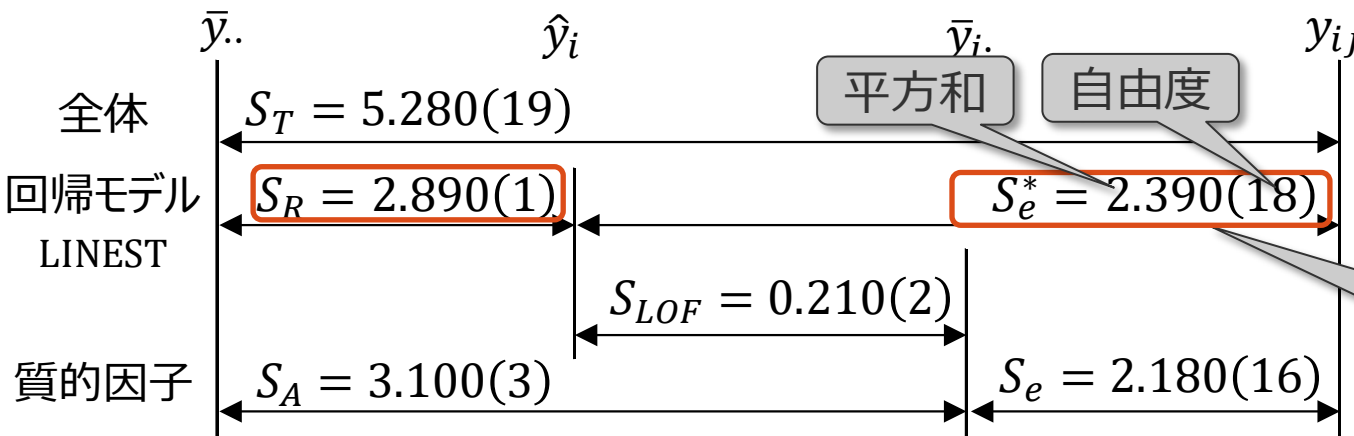 ȳ.. ŷᵢ ȳᵢ. yᵢⱼ
平方和 自由度
全体 S_T = 5.280(19)
回帰モデル S_R = 2.890(1) S_e^* = 2.390(18)
LINEST
S_LOF = 0.210(2)
質的因子 S_A = 3.100(3) S_e = 2.180(16)